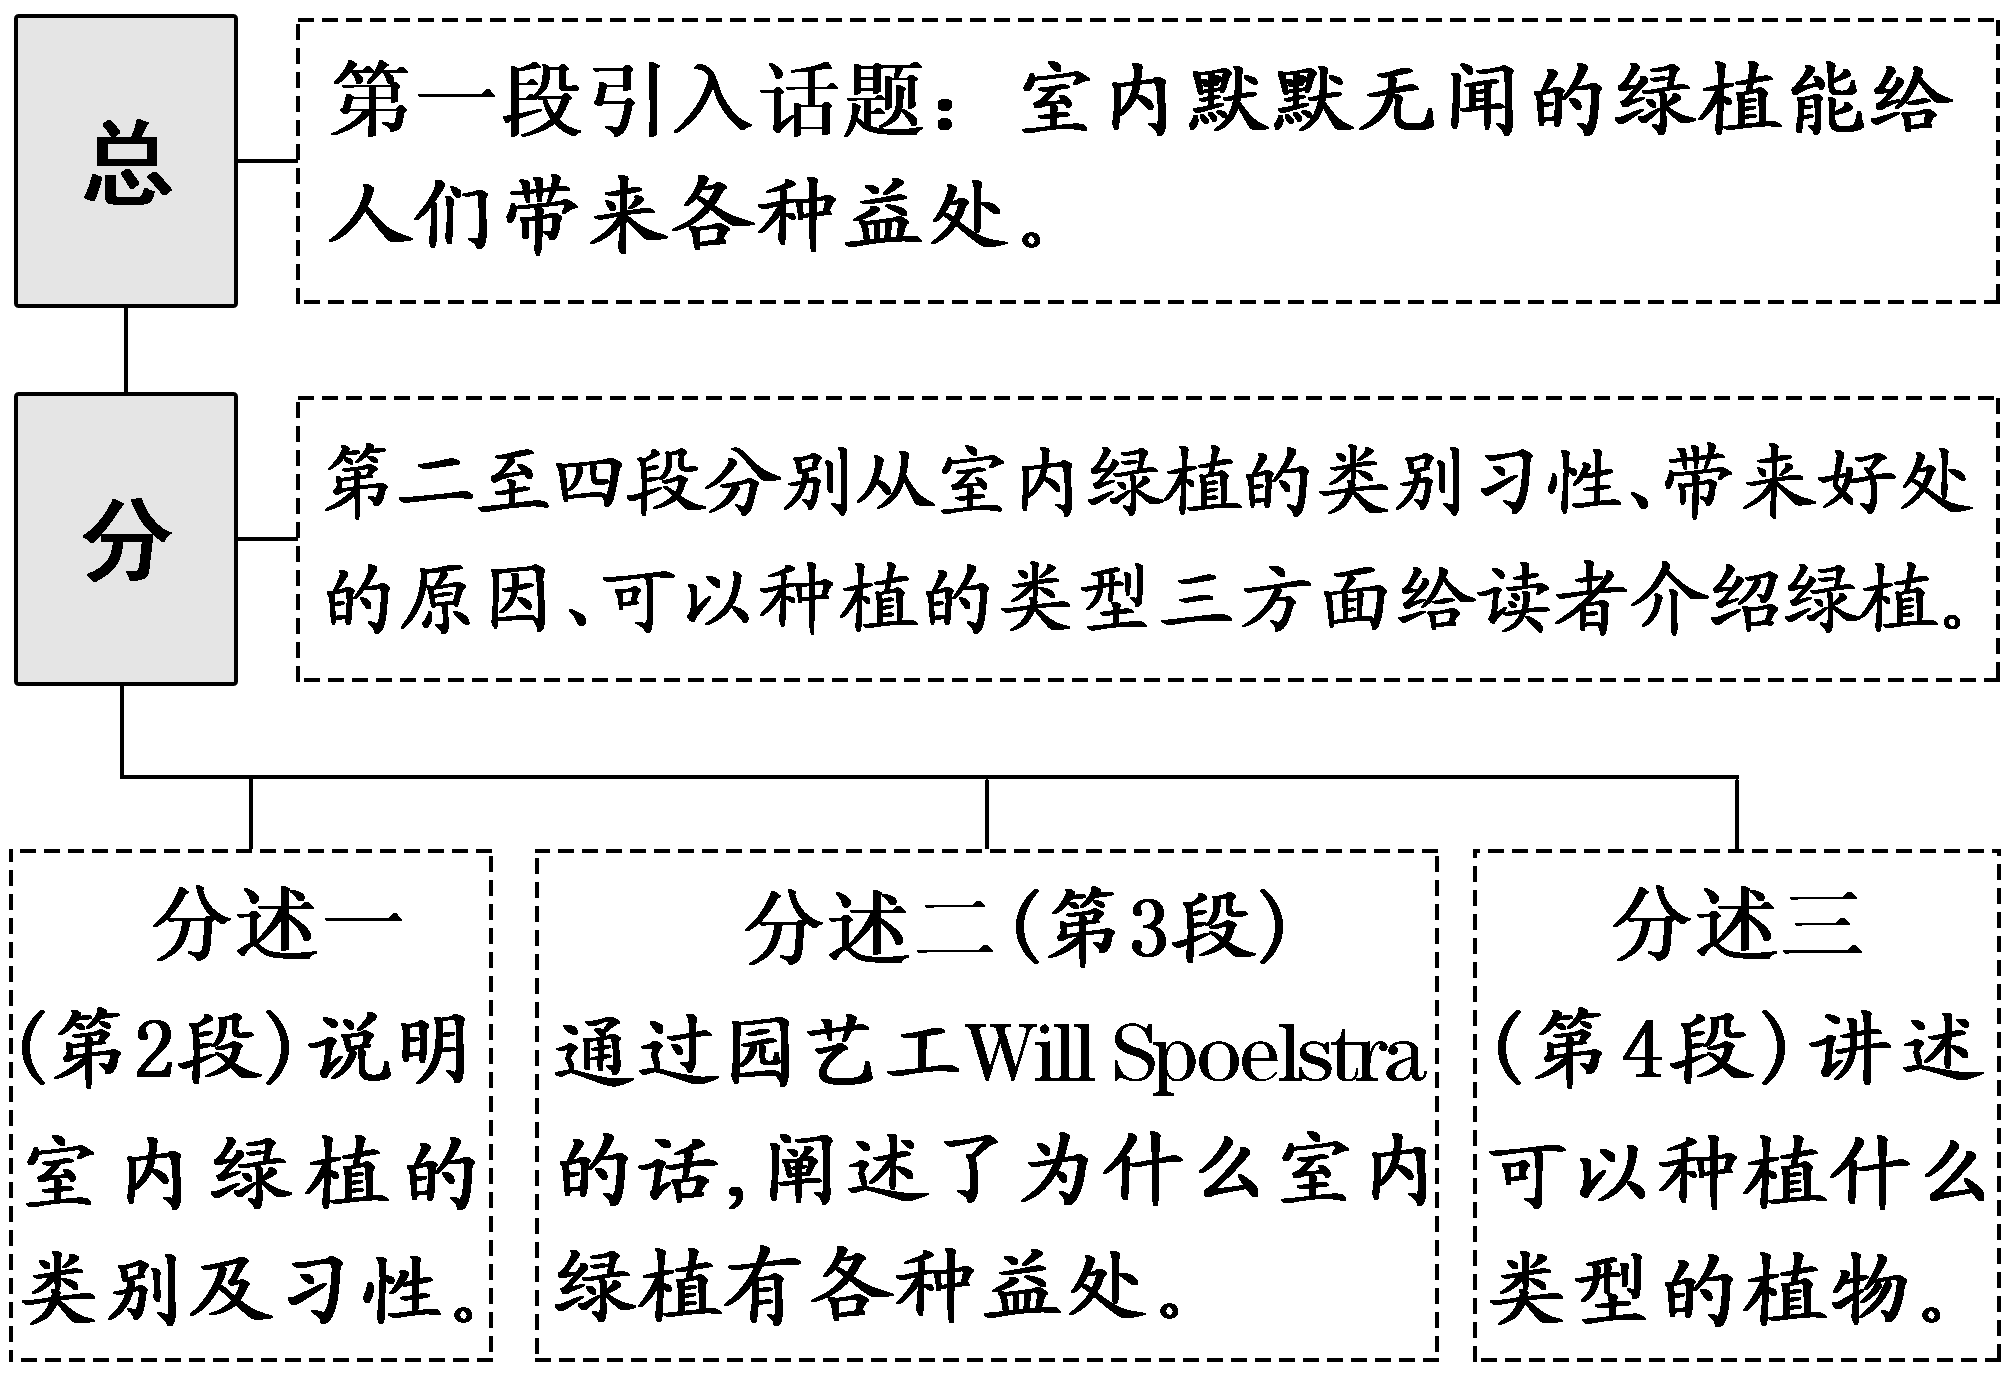 总
第一段引入话题：室内默默无闻的绿植能给
人们带来各种益处。
分
第二至四段分别从室内绿植的类别习性、带来好处
的原因、可以种植的类型三方面给读者介绍绿植。
分述一
(第2段)说明
室内绿植的
类别及习性。
分述二(第3段)
通过园艺工Will Spoelstra
的话,阐述了为什么室内
绿植有各种益处。
分述三
(第4段)讲述
可以种植什么
类型的植物。